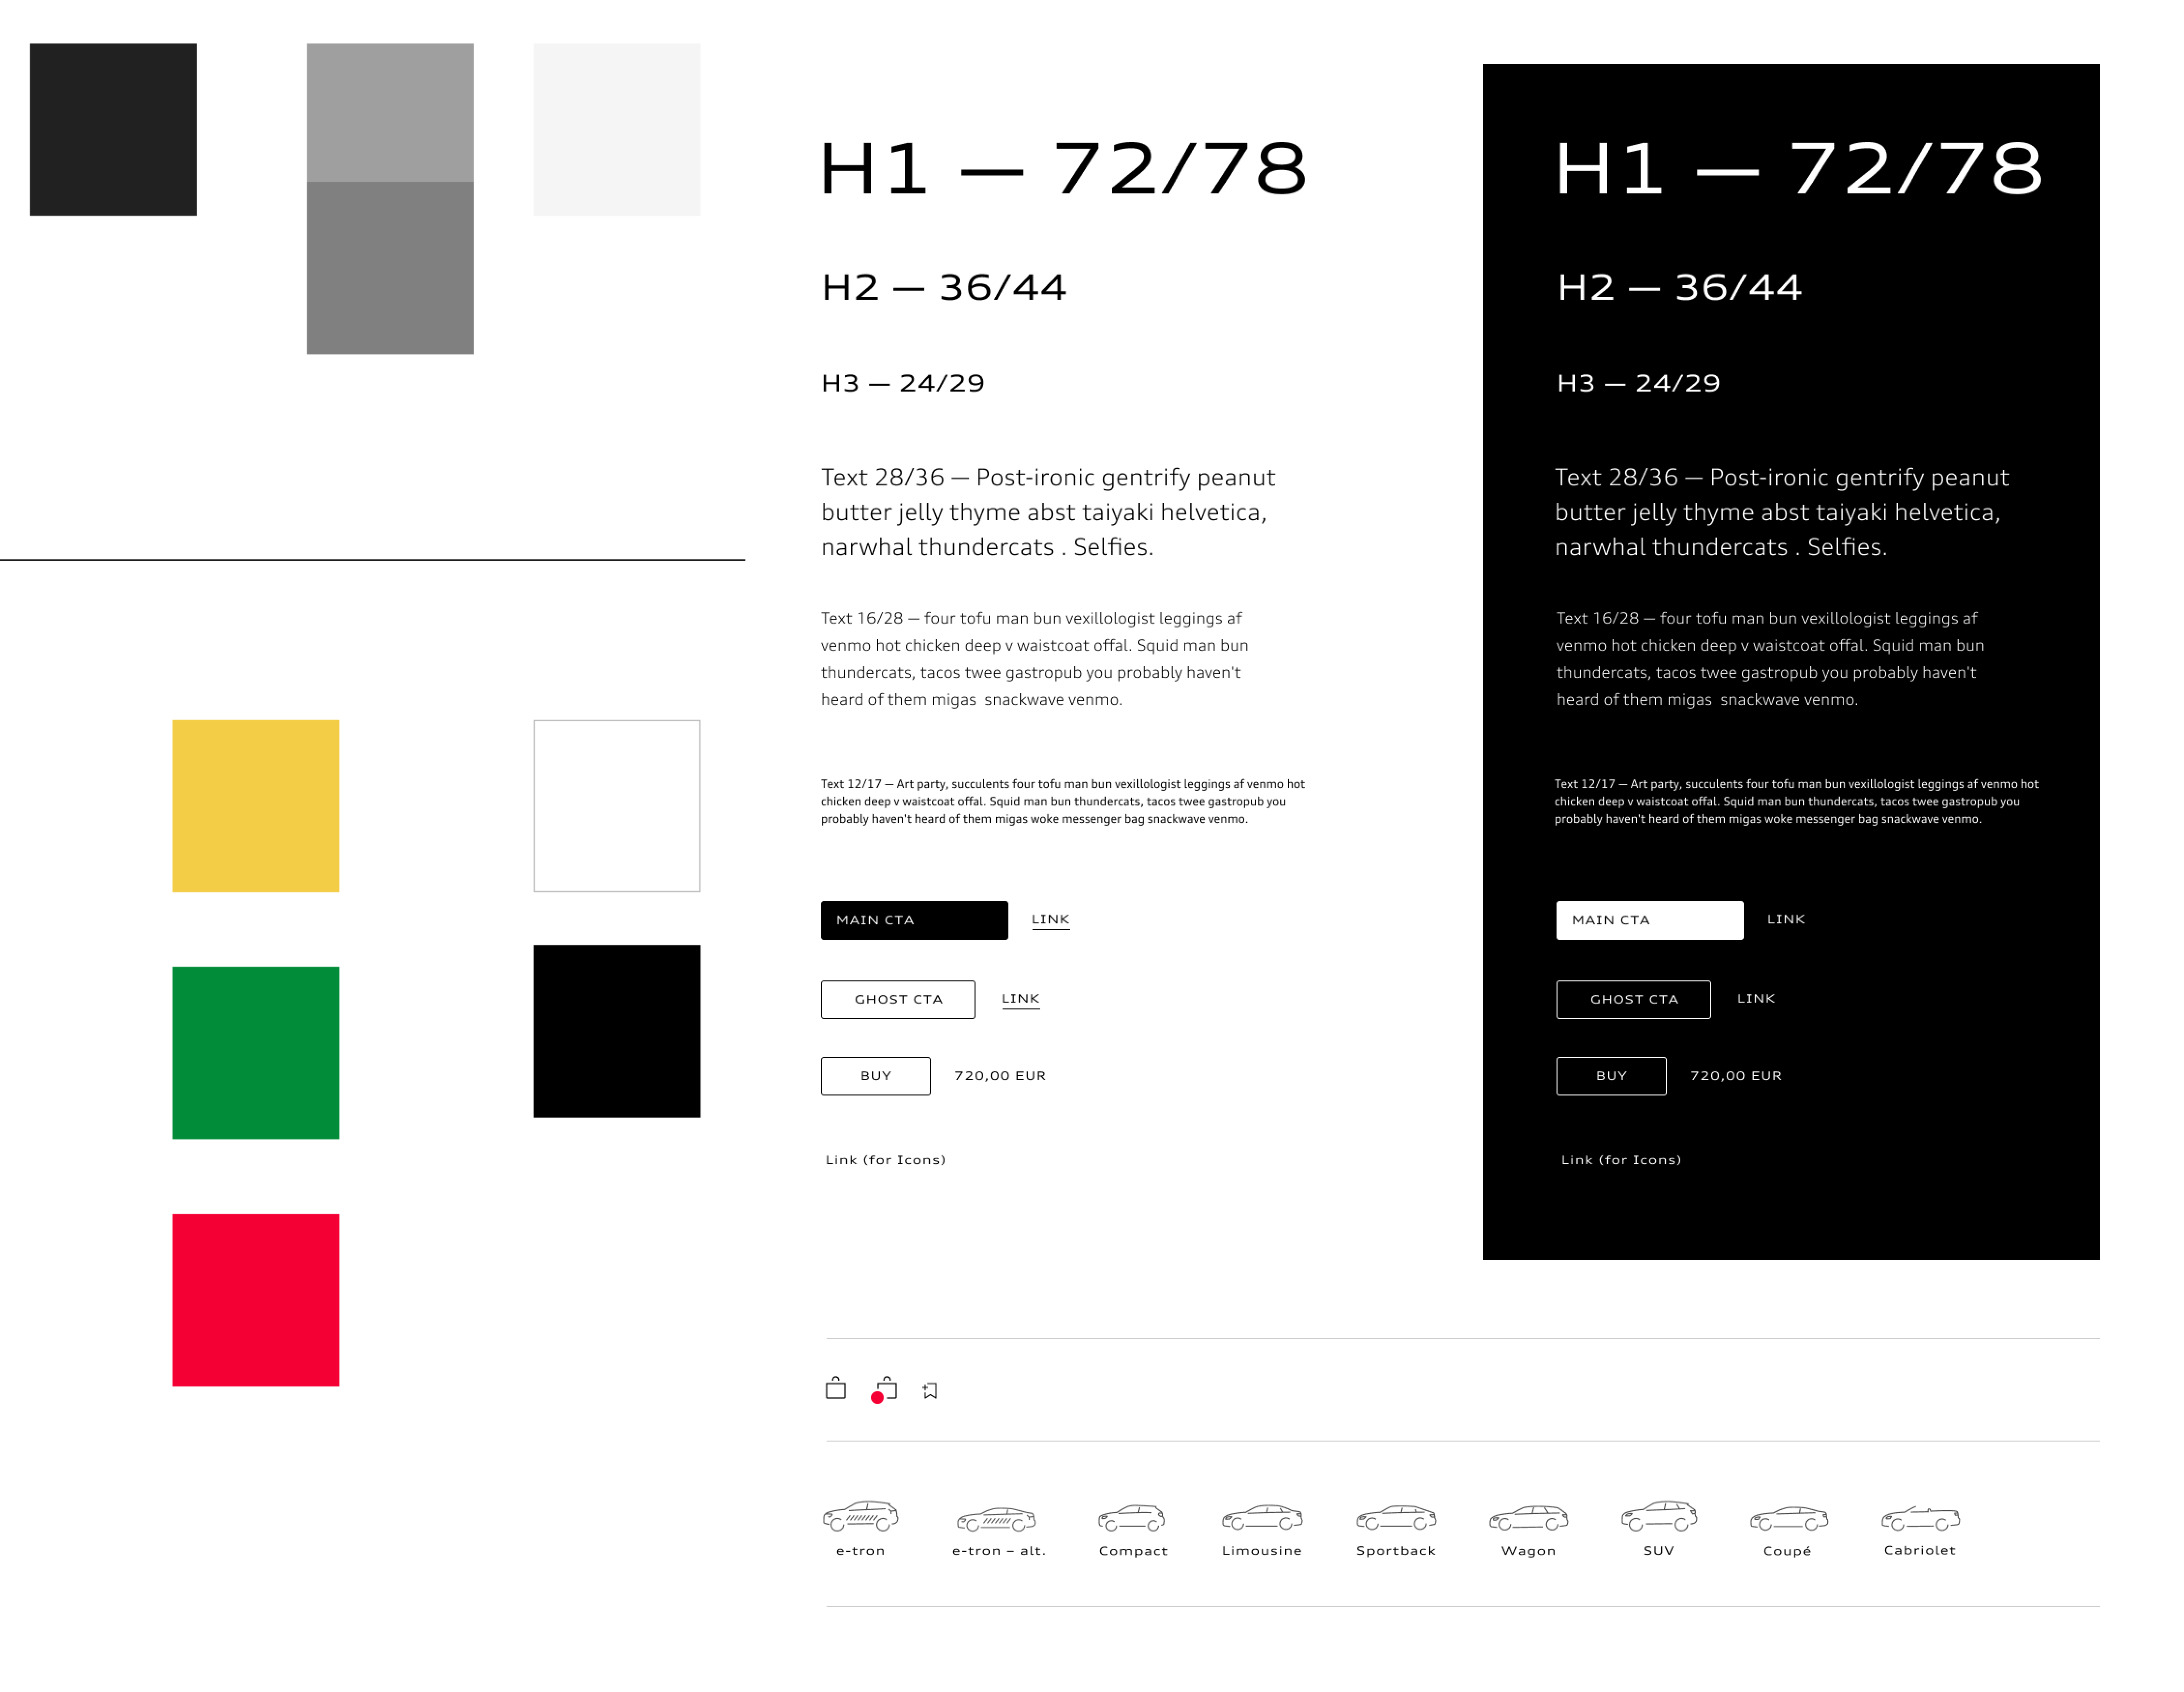 H1 — 72/78
H2 — 36/44
H3 — 24/29
Text 28/36 — Post-ironic gentrify peanut
butter jelly thyme abst taiyaki helvetica,
narwhal thundercats . Selfies.
Text 16/28 — four tofu man bun vexillologist leggings af
venmo hot chicken deep v waistcoat offal. Squid man bun
thundercats, tacos twee gastropub you probably haven't
heard of them migas  snackwave venmo.
Text 12/17 — Art party, succulents four tofu man bun vexillologist leggings af venmo hot
chicken deep v waistcoat offal. Squid man bun thundercats, tacos twee gastropub you
probably haven't heard of them migas woke messenger bag snackwave venmo.
MAIN CTA LINK
GHOST CTA LINK
BUY 720,00 EUR
Link (for Icons)
H1 — 72/78
H2 — 36/44
H3 — 24/29
Text 28/36 — Post-ironic gentrify peanut
butter jelly thyme abst taiyaki helvetica,
narwhal thundercats . Selfies.
Text 16/28 — four tofu man bun vexillologist leggings af
venmo hot chicken deep v waistcoat offal. Squid man bun
thundercats, tacos twee gastropub you probably haven't
heard of them migas  snackwave venmo.
Text 12/17 — Art party, succulents four tofu man bun vexillologist leggings af venmo hot
chicken deep v waistcoat offal. Squid man bun thundercats, tacos twee gastropub you
probably haven't heard of them migas woke messenger bag snackwave venmo.
MAIN CTA LINK
GHOST CTA LINK
BUY 720,00 EUR
Link (for Icons)
e-tron e-tron – alt. Compact Limousine Sportback Wagon SUV Coupé Cabriolet